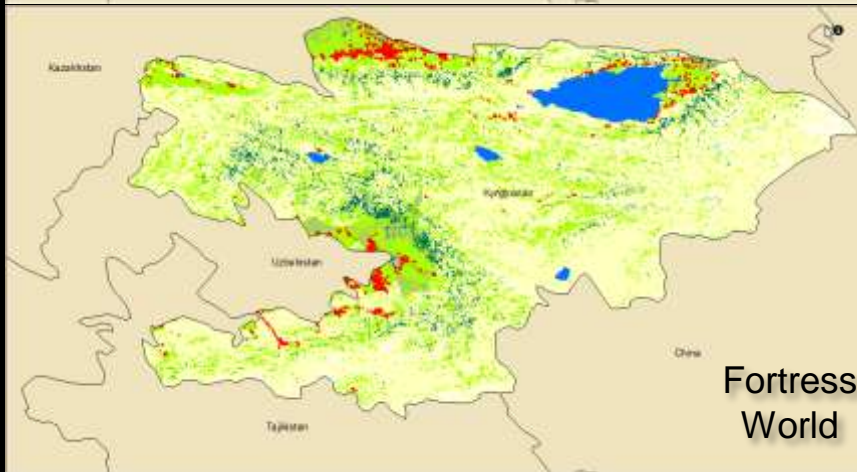 Kazakhstan
Kyrgyzstan
Uzbekistan
China
Fortress
World
Tajikistan